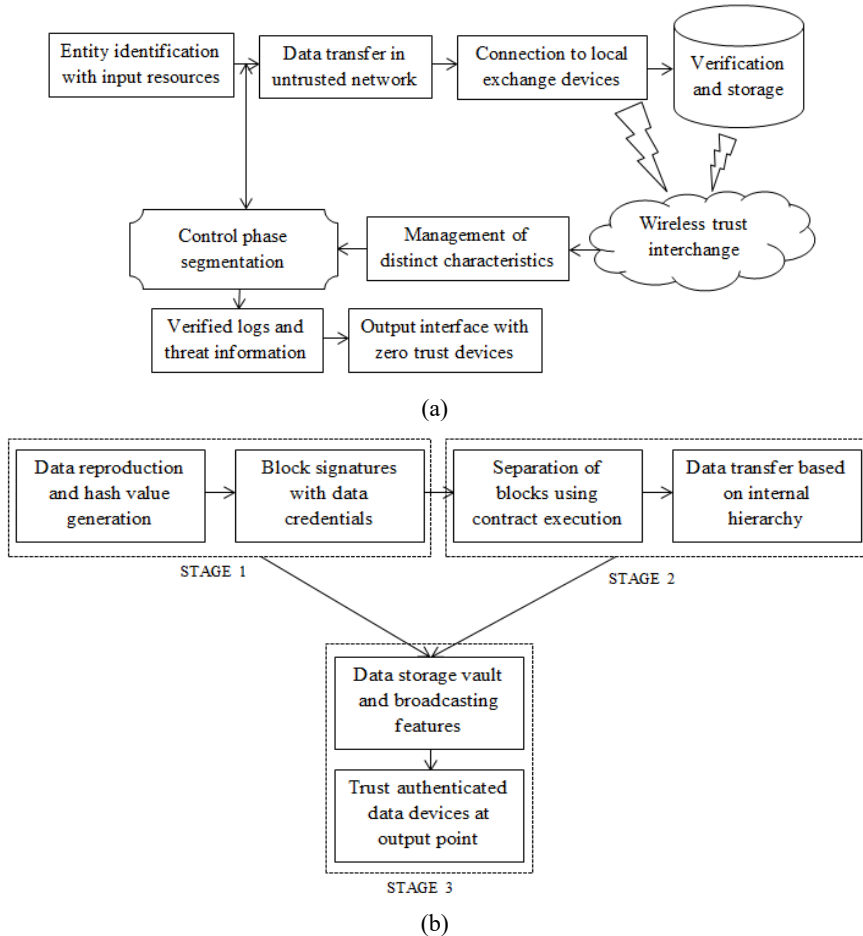 Entity identification
with input resources
Data transfer in
untrusted network
Connection to local
exchange devices
Verification
and storage
Wireless trust
interchange
Management of
distinct characteristics
Control phase
segmentation
Verified logs and
threat information
Output interface with
zero trust devices
(a)
Data reproduction
and hash value
generation
Block signatures
with data
credentials
Separation of
blocks using
contract execution
Data transfer based
on internal
hierarchy
STAGE 1
STAGE 2
Data storage vault
and broadcasting
features
Trust authenticated
data devices at
output point
STAGE 3
(b)